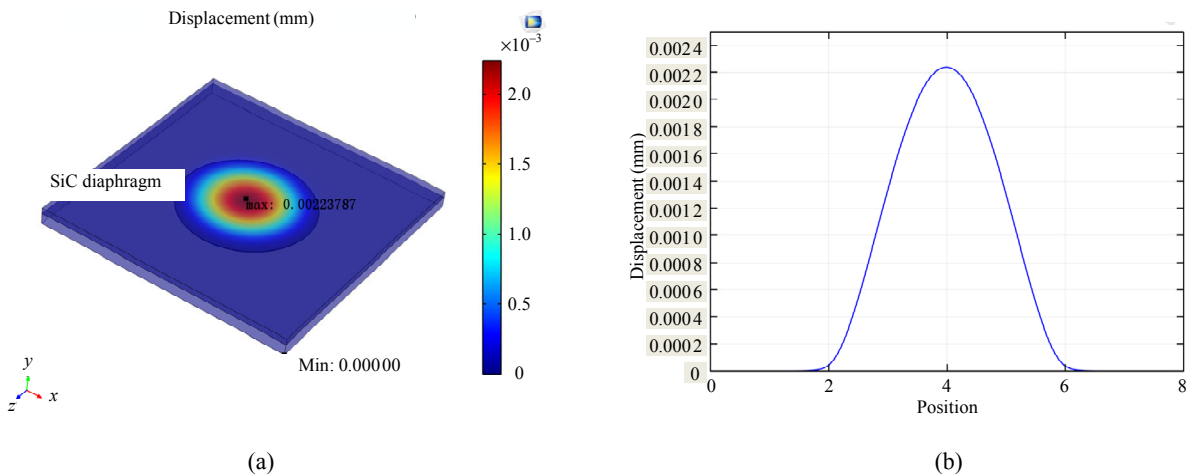 Displacement (mm)
×10⁻³
2.0
1.5
1.0
0.5
0
SiC diaphragm
max: 0.00223787
Min: 0.00000
y
z
x
(a)
0.0024
0.0022
0.0020
0.0018
0.0016
0.0014
0.0012
0.0010
0.0008
0.0006
0.0004
0.0002
0
Displacement (mm)
0 2 4 6 8
Position
(b)